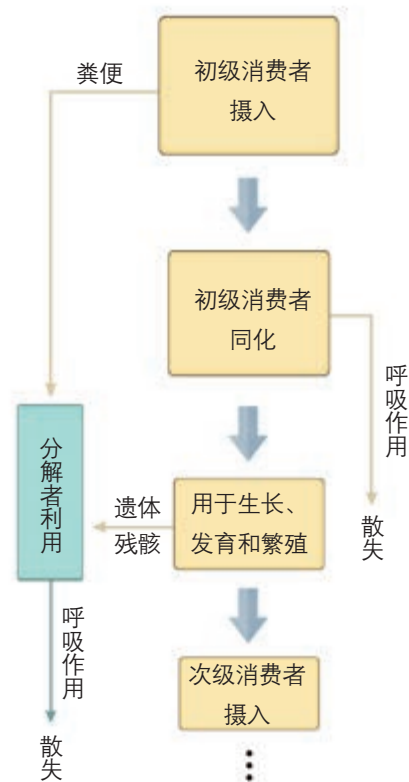 初级消费者
摄入
粪便
初级消费者
同化
呼吸作用
散失
用于生长、
发育和繁殖
遗体
残骸
分解者利用
呼吸作用
散失
次级消费者
摄入